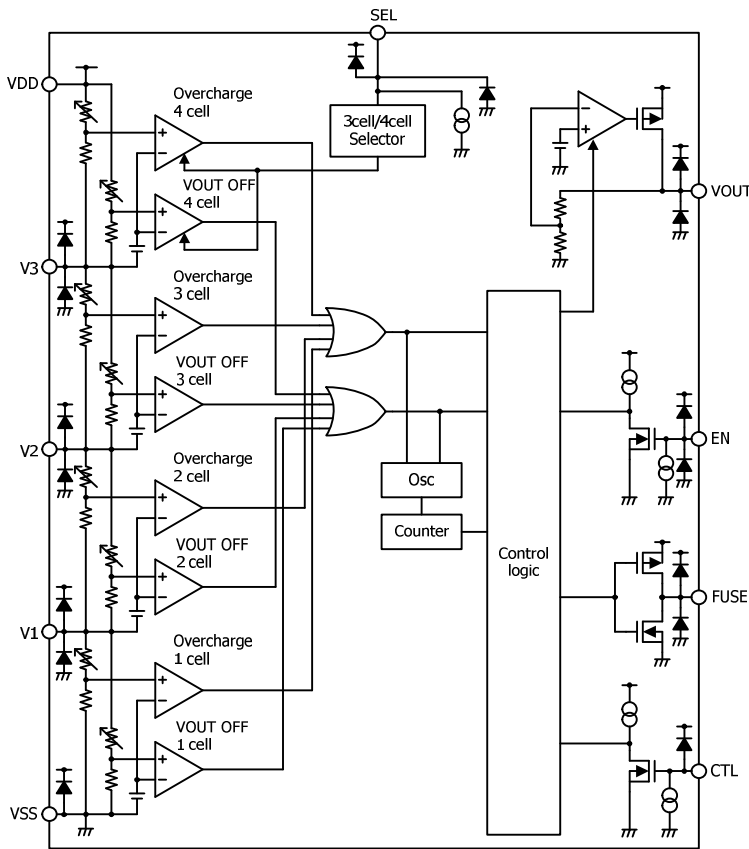 SEL
VDD
Overcharge
4 cell
3cell/4cell
Selector
VOUT
VOUT OFF
4 cell
V3
Overcharge
3 cell
VOUT OFF
3 cell
V2
EN
Overcharge
2 cell
Osc
Counter
VOUT OFF
2 cell
Control
logic
FUSE
V1
Overcharge
1 cell
VOUT OFF
1 cell
CTL
VSS